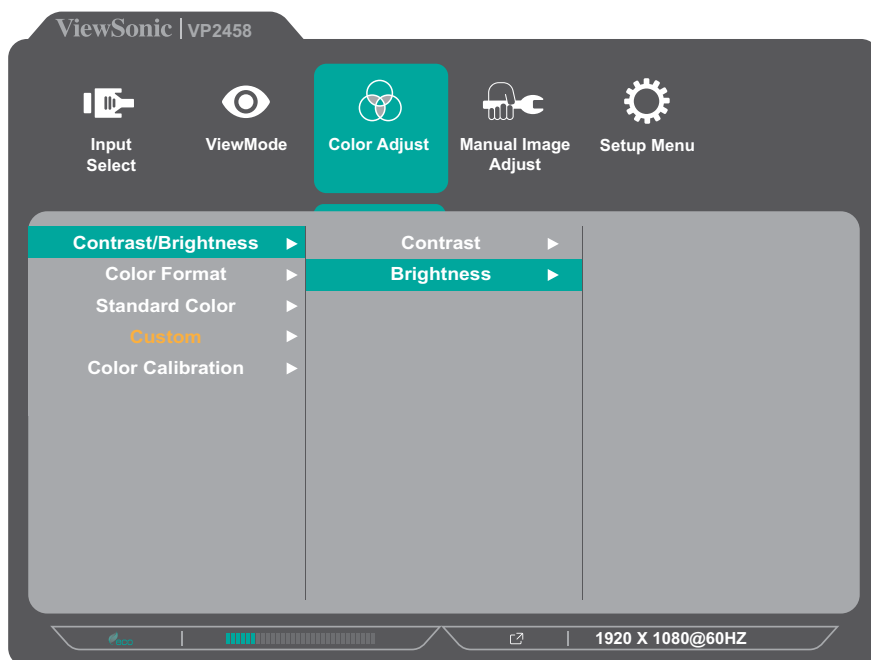 ViewSonic | VP2458
Input
Select
ViewMode
Color Adjust
Manual Image
Adjust
Setup Menu
Contrast/Brightness
Color Format
Standard Color
Custom
Color Calibration
Contrast
Brightness
eco
1920 X 1080@60HZ